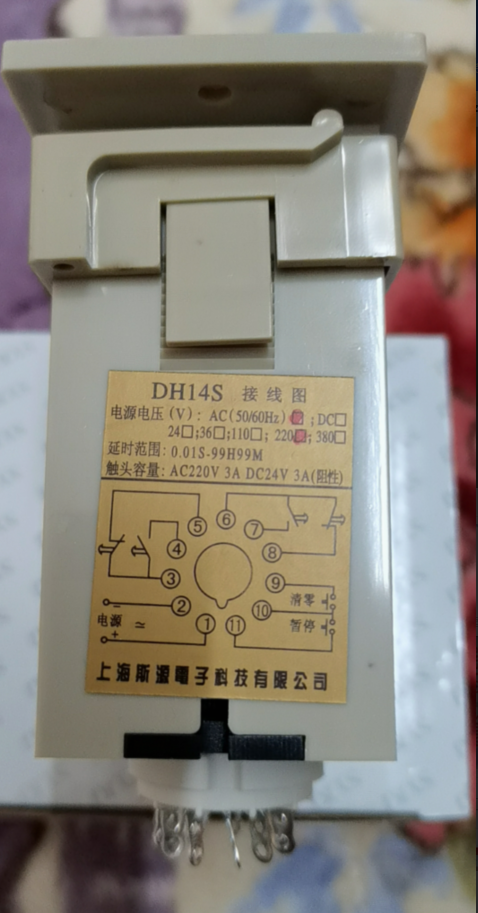 DH14S 接线图
电源电压(V): AC(50/60Hz)■;DC□
24□;36□;110□;220■;380□
延时范围: 0.01S-99H99M
触头容量: AC220V 3A DC24V 3A(阻性)
⑤ ⑥
⑦
④ ⑧
③ ⑨
清零
② ⑩
− 电源 ≃ +
① ⑪ 暂停
上海斯溋電子科技有限公司